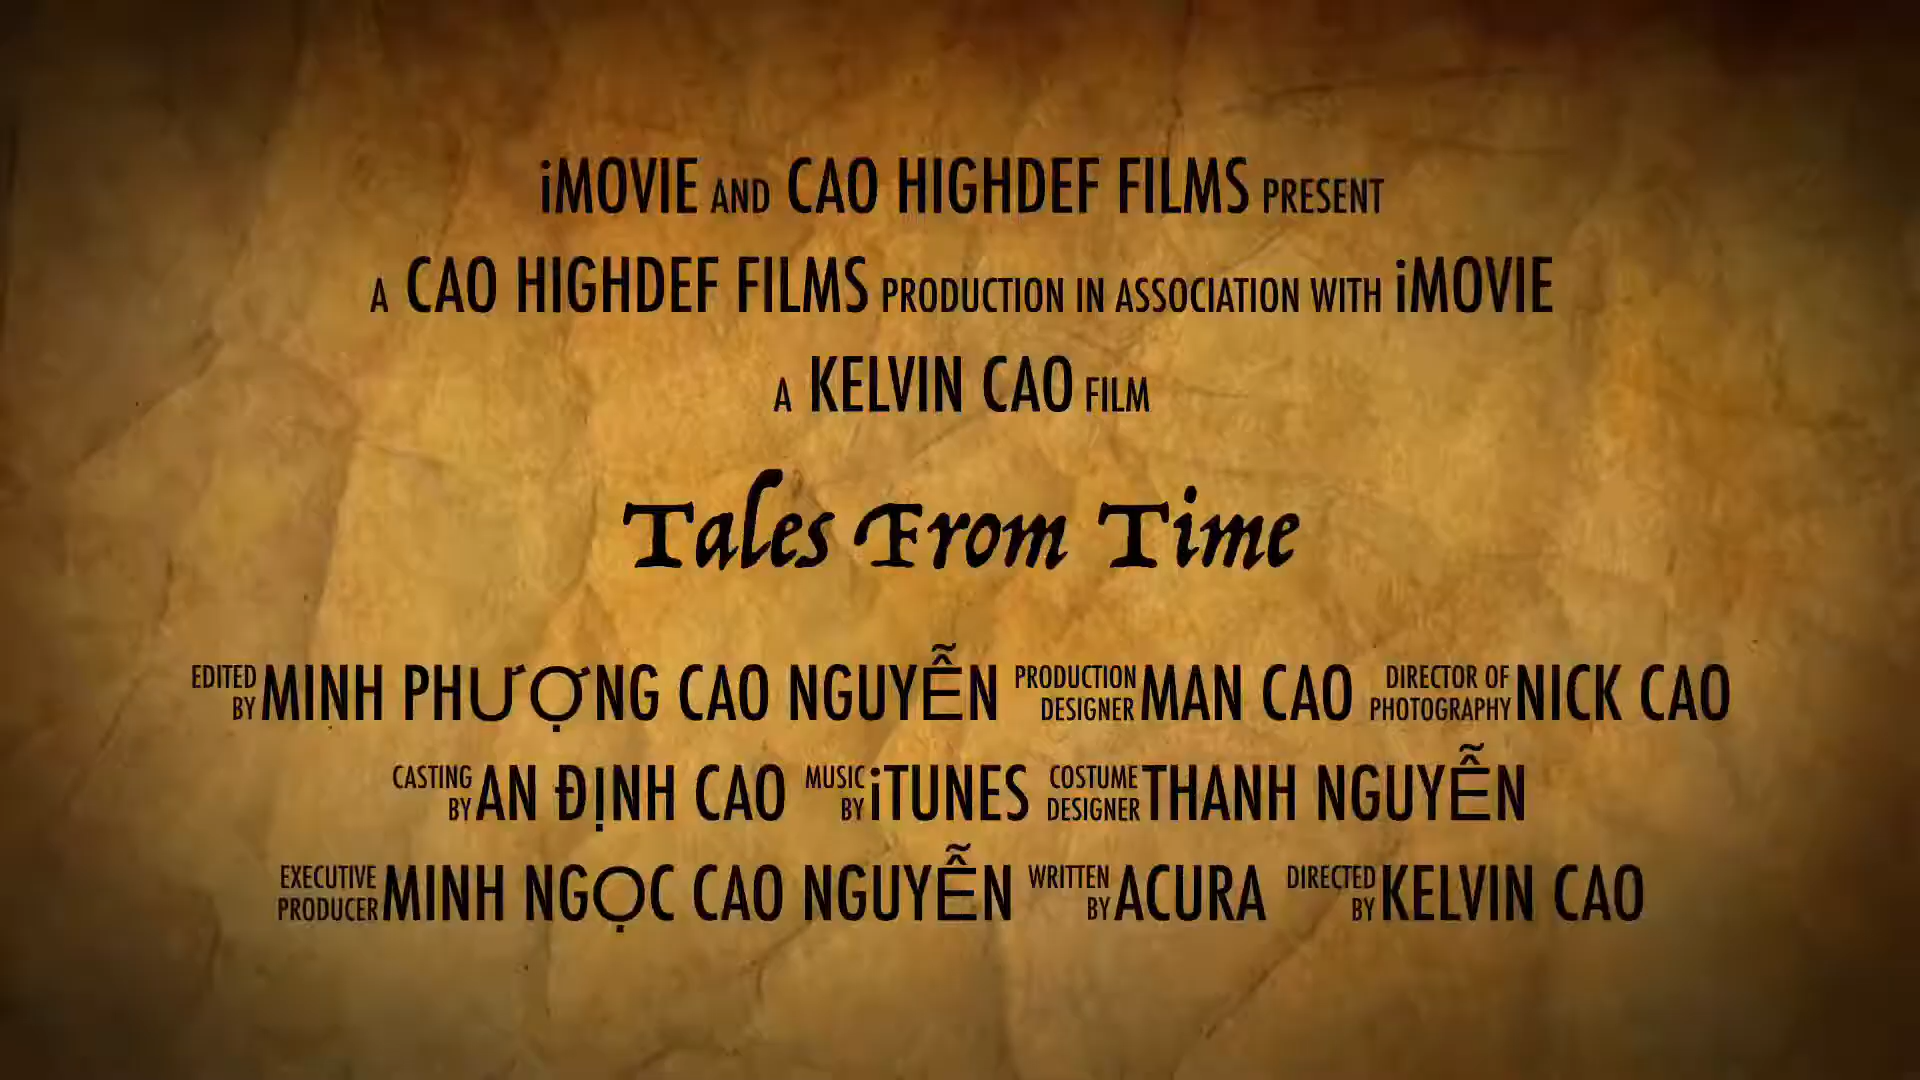 iMOVIE AND CAO HIGHDEF FILMS PRESENT
A CAO HIGHDEF FILMS PRODUCTION IN ASSOCIATION WITH iMOVIE
A KELVIN CAO FILM
Tales From Time
EDITED BY MINH PHƯỢNG CAO NGUYỄN PRODUCTION DESIGNER MAN CAO DIRECTOR OF PHOTOGRAPHY NICK CAO
CASTING BY AN ĐỊNH CAO MUSIC BY iTUNES COSTUME DESIGNER THANH NGUYỄN
EXECUTIVE PRODUCER MINH NGỌC CAO NGUYỄN WRITTEN BY ACURA DIRECTED BY KELVIN CAO